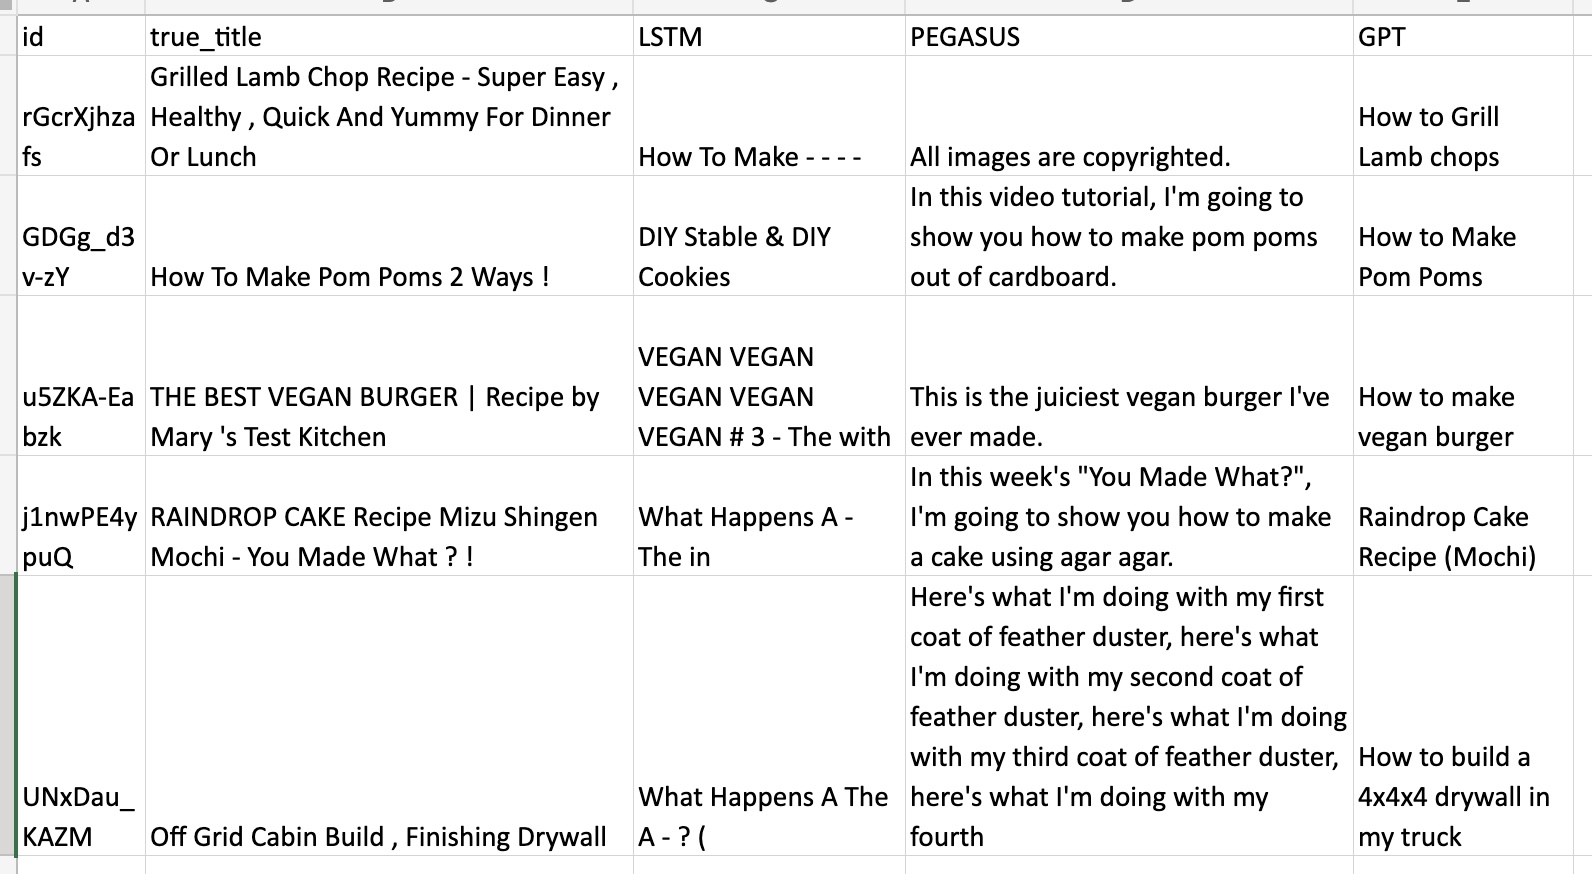 id true_title LSTM PEGASUS GPT
Grilled Lamb Chop Recipe - Super Easy ,
rGcrXjhza Healthy , Quick And Yummy For Dinner How to Grill
fs Or Lunch How To Make - - - - All images are copyrighted. Lamb chops
In this video tutorial, I'm going to
GDGg_d3 DIY Stable & DIY show you how to make pom poms How to Make
v-zY How To Make Pom Poms 2 Ways ! Cookies out of cardboard. Pom Poms
VEGAN VEGAN
u5ZKA-Ea THE BEST VEGAN BURGER | Recipe by VEGAN VEGAN This is the juiciest vegan burger I've How to make
bzk Mary 's Test Kitchen VEGAN # 3 - The with ever made. vegan burger
In this week's "You Made What?",
j1nwPE4y RAINDROP CAKE Recipe Mizu Shingen What Happens A - I'm going to show you how to make Raindrop Cake
puQ Mochi - You Made What ? ! The in a cake using agar agar. Recipe (Mochi)
Here's what I'm doing with my first
coat of feather duster, here's what
I'm doing with my second coat of
feather duster, here's what I'm doing
with my third coat of feather duster, How to build a
UNxDau_ What Happens A The here's what I'm doing with my 4x4x4 drywall in
KAZM Off Grid Cabin Build , Finishing Drywall A - ? ( fourth my truck